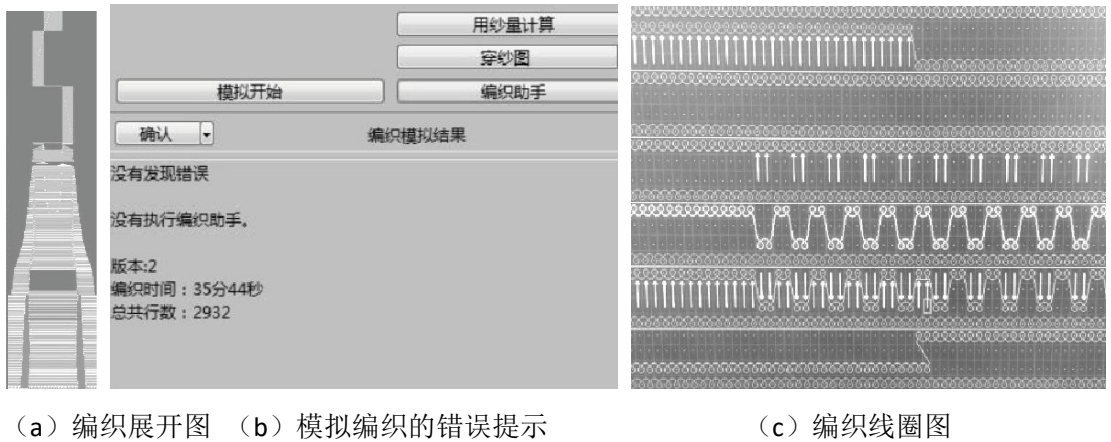 用纱量计算
穿纱图
模拟开始 编织助手
确认 编织模拟结果
没有发现错误
没有执行编织助手。
版本:2
编织时间：35分44秒
总共行数：2932
（a）编织展开图 （b）模拟编织的错误提示 （c）编织线圈图